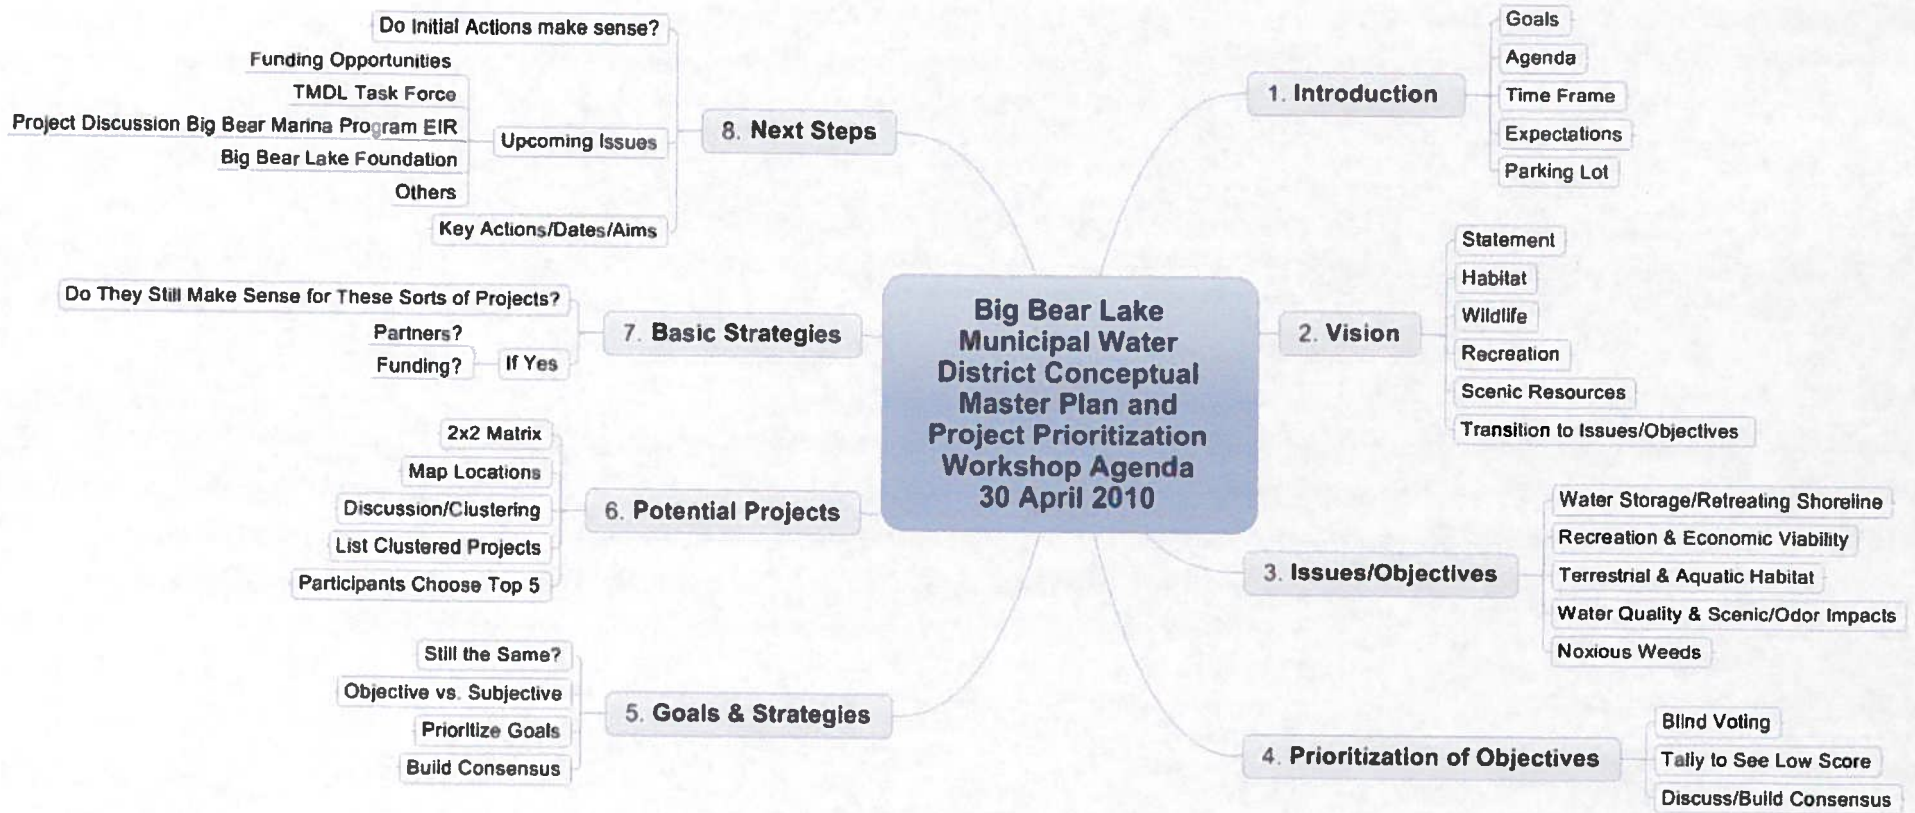 Big Bear Lake
Municipal Water
District Conceptual
Master Plan and
Project Prioritization
Workshop Agenda
30 April 2010
1. Introduction
Goals
Agenda
Time Frame
Expectations
Parking Lot
2. Vision
Statement
Habitat
Wildlife
Recreation
Scenic Resources
Transition to Issues/Objectives
3. Issues/Objectives
Water Storage/Retreating Shoreline
Recreation & Economic Viability
Terrestrial & Aquatic Habitat
Water Quality & Scenic/Odor Impacts
Noxious Weeds
4. Prioritization of Objectives
Blind Voting
Tally to See Low Score
Discuss/Build Consensus
5. Goals & Strategies
Still the Same?
Objective vs. Subjective
Prioritize Goals
Build Consensus
6. Potential Projects
2x2 Matrix
Map Locations
Discussion/Clustering
List Clustered Projects
Participants Choose Top 5
7. Basic Strategies
Do They Still Make Sense for These Sorts of Projects?
If Yes
Partners?
Funding?
8. Next Steps
Do Initial Actions make sense?
Upcoming Issues
Funding Opportunities
TMDL Task Force
Project Discussion Big Bear Marina Program EIR
Big Bear Lake Foundation
Others
Key Actions/Dates/Aims